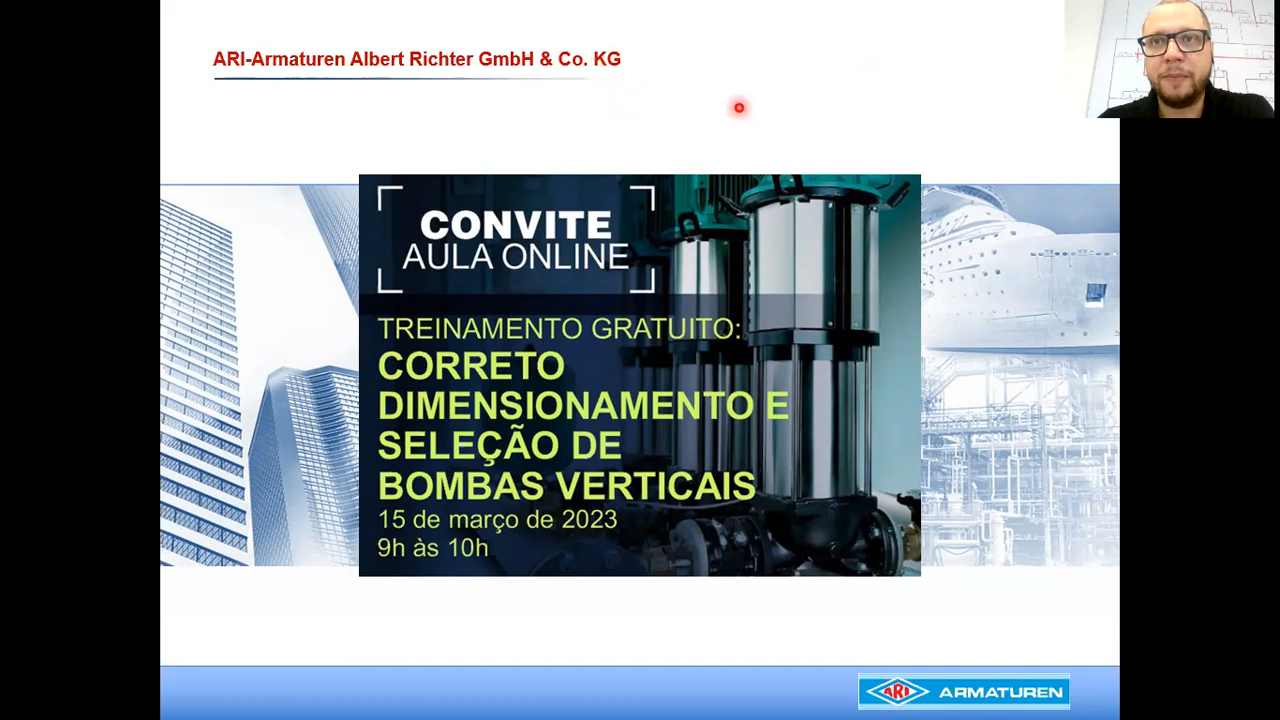 ARI-Armaturen Albert Richter GmbH & Co. KG
CONVITE
AULA ONLINE
TREINAMENTO GRATUITO:
CORRETO
DIMENSIONAMENTO E
SELEÇÃO DE
BOMBAS VERTICAIS
15 de março de 2023
9h às 10h
ARI ARMATUREN